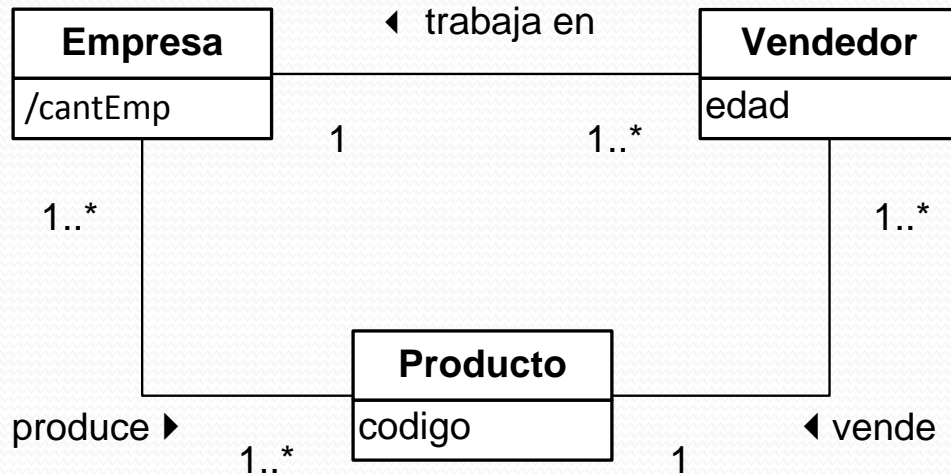 ◀ trabaja en
Empresa
Vendedor
/cantEmp
edad
1
1..*
1..*
1..*
Producto
codigo
produce ▶
◀ vende
1..*
1